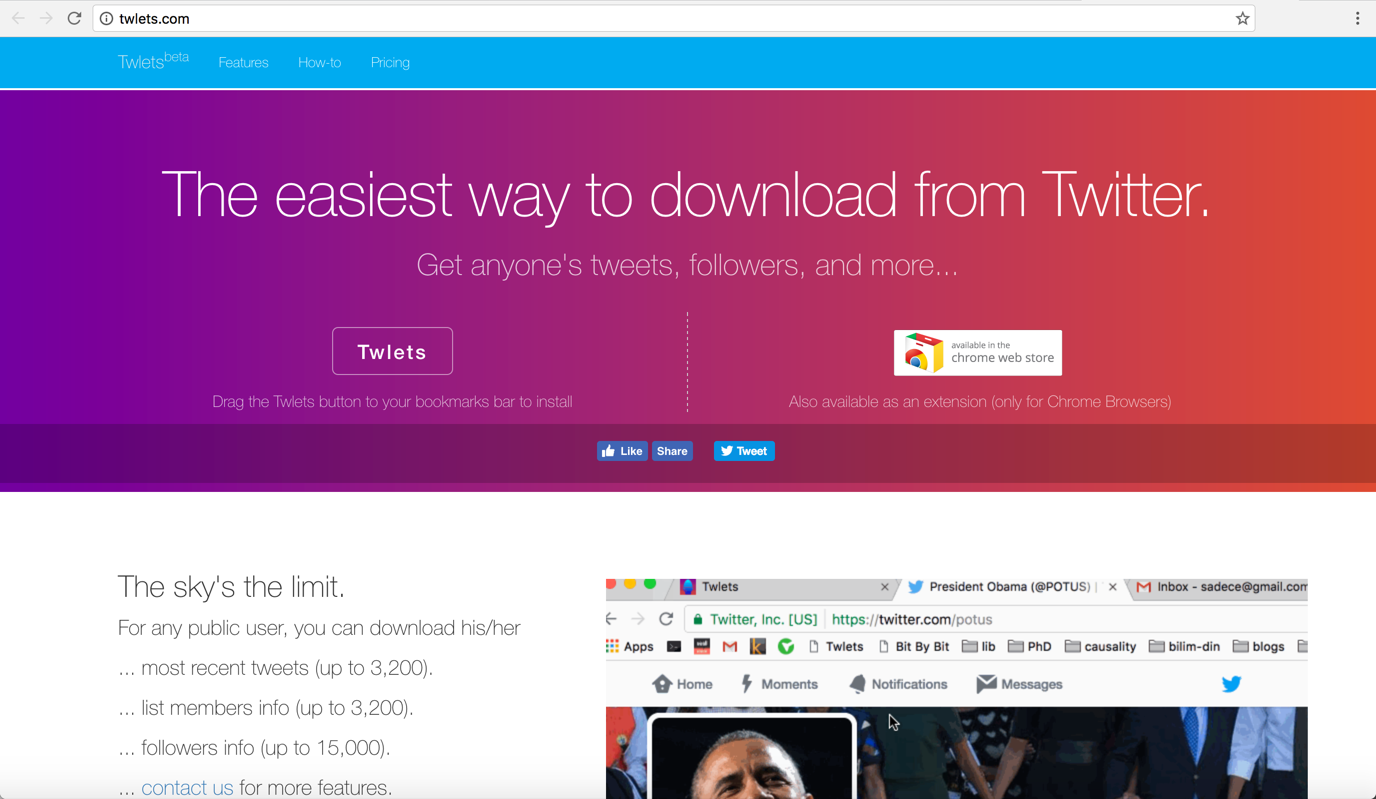 twlets.com
Twletsbeta Features How-to Pricing
The easiest way to download from Twitter.
Get anyone's tweets, followers, and more...
Twlets
available in the
chrome web store
Drag the Twlets button to your bookmarks bar to install
Also available as an extension (only for Chrome Browsers)
Like Share Tweet
The sky's the limit.
For any public user, you can download his/her
... most recent tweets (up to 3,200).
... list members info (up to 3,200).
... followers info (up to 15,000).
... contact us for more features.
Twlets × President Obama (@POTUS) | × Inbox - sadece@gmail.com
Twitter, Inc. [US] https://twitter.com/potus
Apps Twlets Bit By Bit lib PhD causality bilim-din blogs
Home Moments Notifications Messages